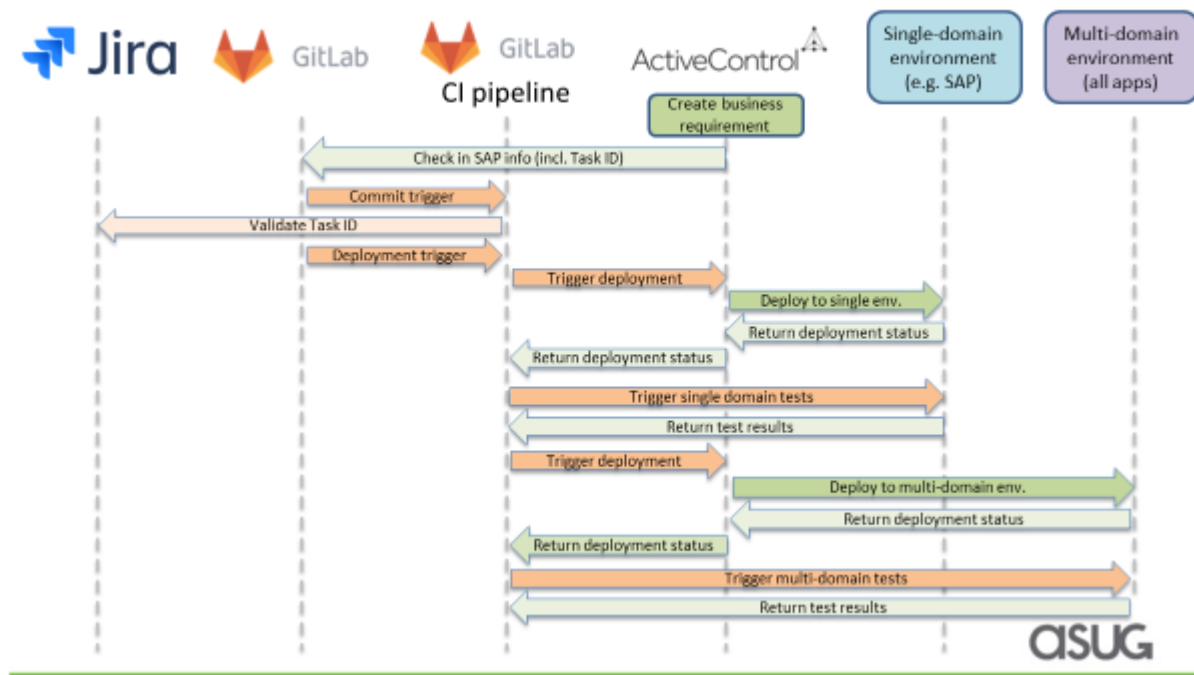 Jira
GitLab
GitLab
CI pipeline
ActiveControl
Single-domain
environment
(e.g. SAP)
Multi-domain
environment
(all apps)
Create business
requirement
Check in SAP info (incl. Task ID)
Commit trigger
Validate Task ID
Deployment trigger
Trigger deployment
Deploy to single env.
Return deployment status
Return deployment status
Trigger single domain tests
Return test results
Trigger deployment
Deploy to multi-domain env.
Return deployment status
Return deployment status
Trigger multi-domain tests
Return test results
asug